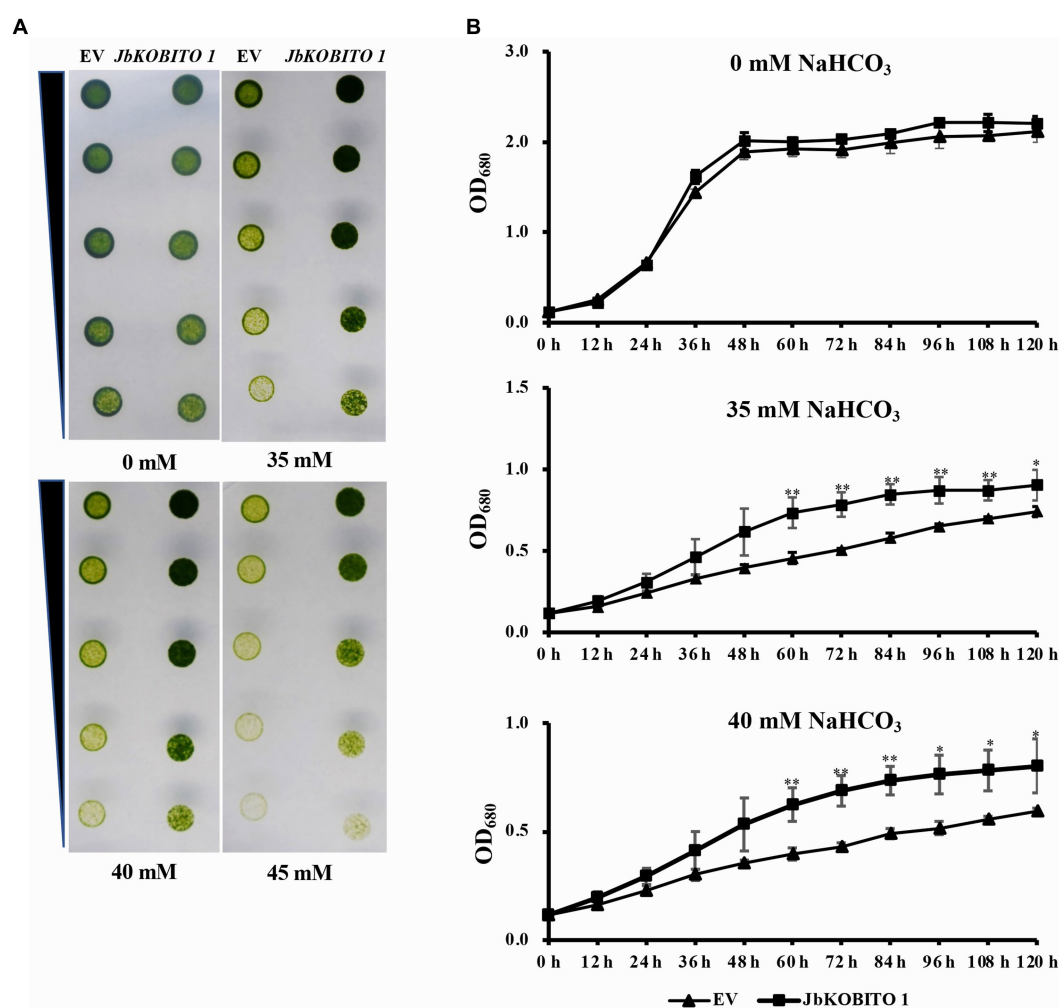 A
EV JbKOBITO 1 EV JbKOBITO 1
0 mM 35 mM
40 mM 45 mM
B
0 mM NaHCO₃
OD₆₈₀
3.0
2.0
1.0
0.0
0 h 12 h 24 h 36 h 48 h 60 h 72 h 84 h 96 h 108 h 120 h
35 mM NaHCO₃
OD₆₈₀
1.5
1.0
0.5
0.0
** ** ** ** ** *
0 h 12 h 24 h 36 h 48 h 60 h 72 h 84 h 96 h 108 h 120 h
40 mM NaHCO₃
OD₆₈₀
1.0
0.5
0.0
** ** ** * * *
0 h 12 h 24 h 36 h 48 h 60 h 72 h 84 h 96 h 108 h 120 h
EV JbKOBITO 1